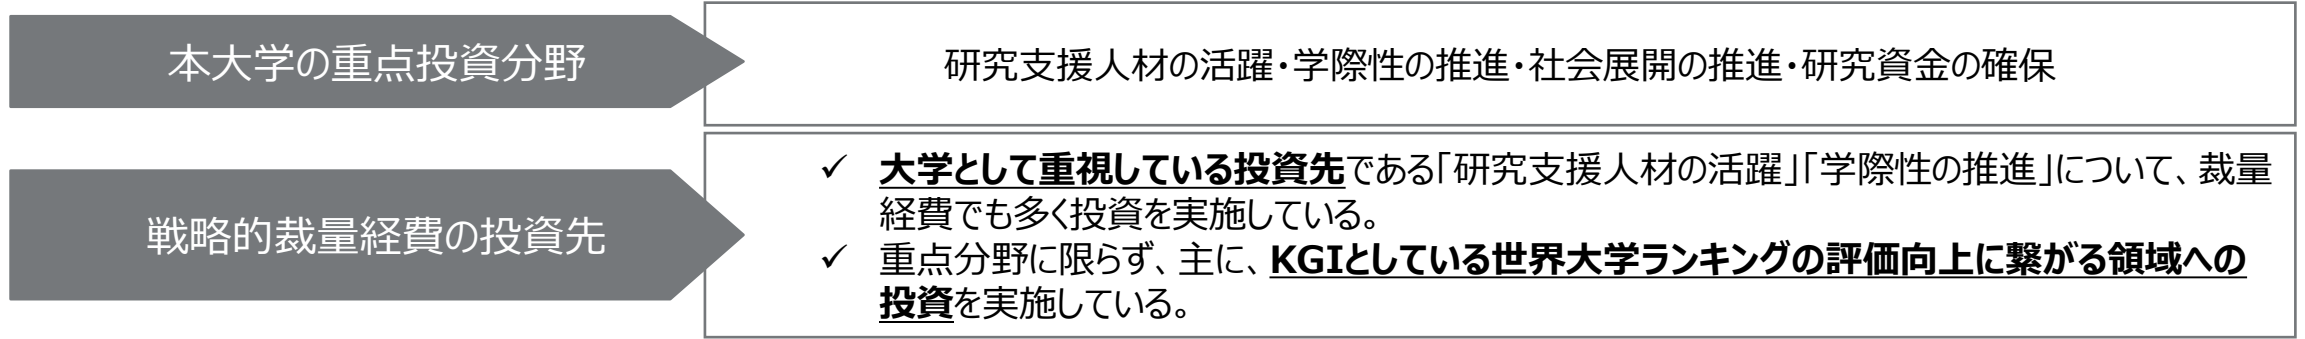 本大学の重点投資分野
研究支援人材の活躍・学際性の推進・社会展開の推進・研究資金の確保
戦略的裁量経費の投資先
✓ 大学として重視している投資先である「研究支援人材の活躍」「学際性の推進」について、裁量
経費でも多く投資を実施している。
✓ 重点分野に限らず、主に、KGIとしている世界大学ランキングの評価向上に繋がる領域への
投資を実施している。